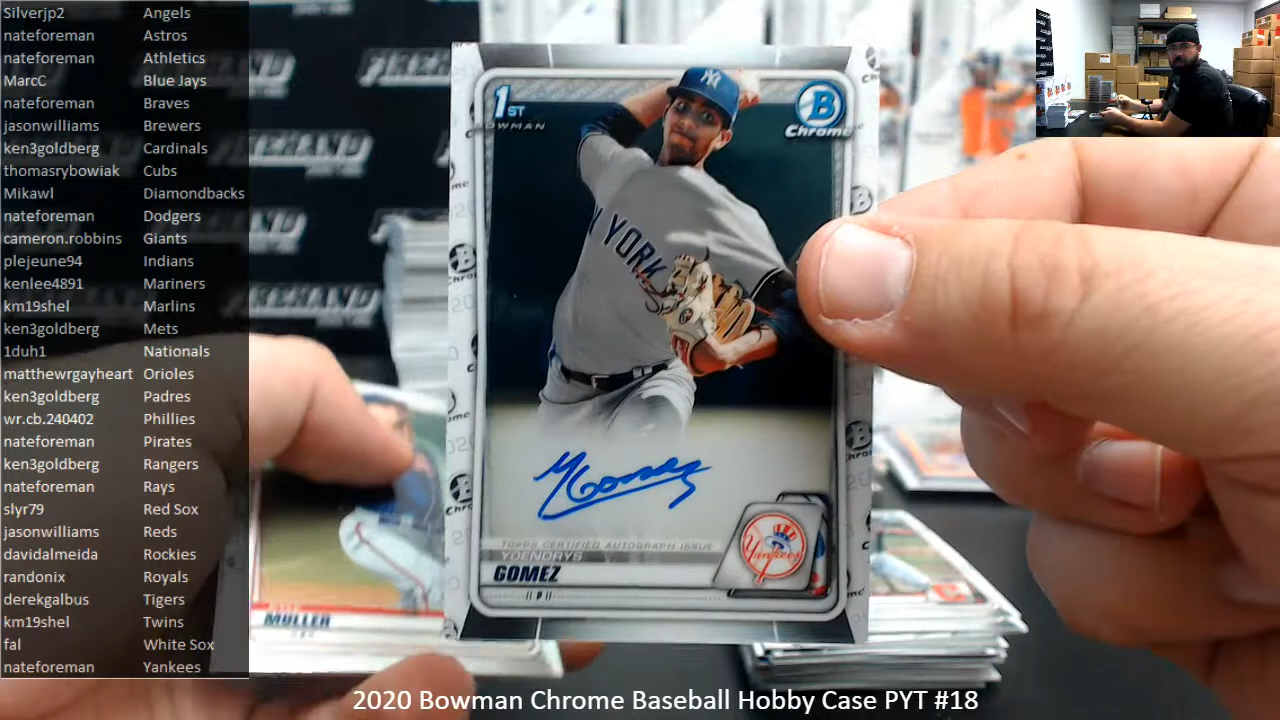 Silverjp2 Angels
nateforeman Astros
nateforeman Athletics
MarcC Blue Jays
nateforeman Braves
jasonwilliams Brewers
ken3goldberg Cardinals
thomasrybowiak Cubs
Mikawl Diamondbacks
nateforeman Dodgers
cameron.robbins Giants
plejeune94 Indians
kenlee4891 Mariners
km19shel Marlins
ken3goldberg Mets
1duh1 Nationals
matthewrgayheart Orioles
ken3goldberg Padres
wr.cb.240402 Phillies
nateforeman Pirates
ken3goldberg Rangers
nateforeman Rays
slyr79 Red Sox
jasonwilliams Reds
davidalmeida Rockies
randonix Royals
derekgalbus Tigers
km19shel Twins
fal White Sox
nateforeman Yankees
1ST
BOWMAN
B
Chrome
NY
YORK
YGomez
TOPPS CERTIFIED AUTOGRAPH ISSUE
YOENDRYS
GOMEZ
P
Yankees
MULLER
2020 Bowman Chrome Baseball Hobby Case PYT #18